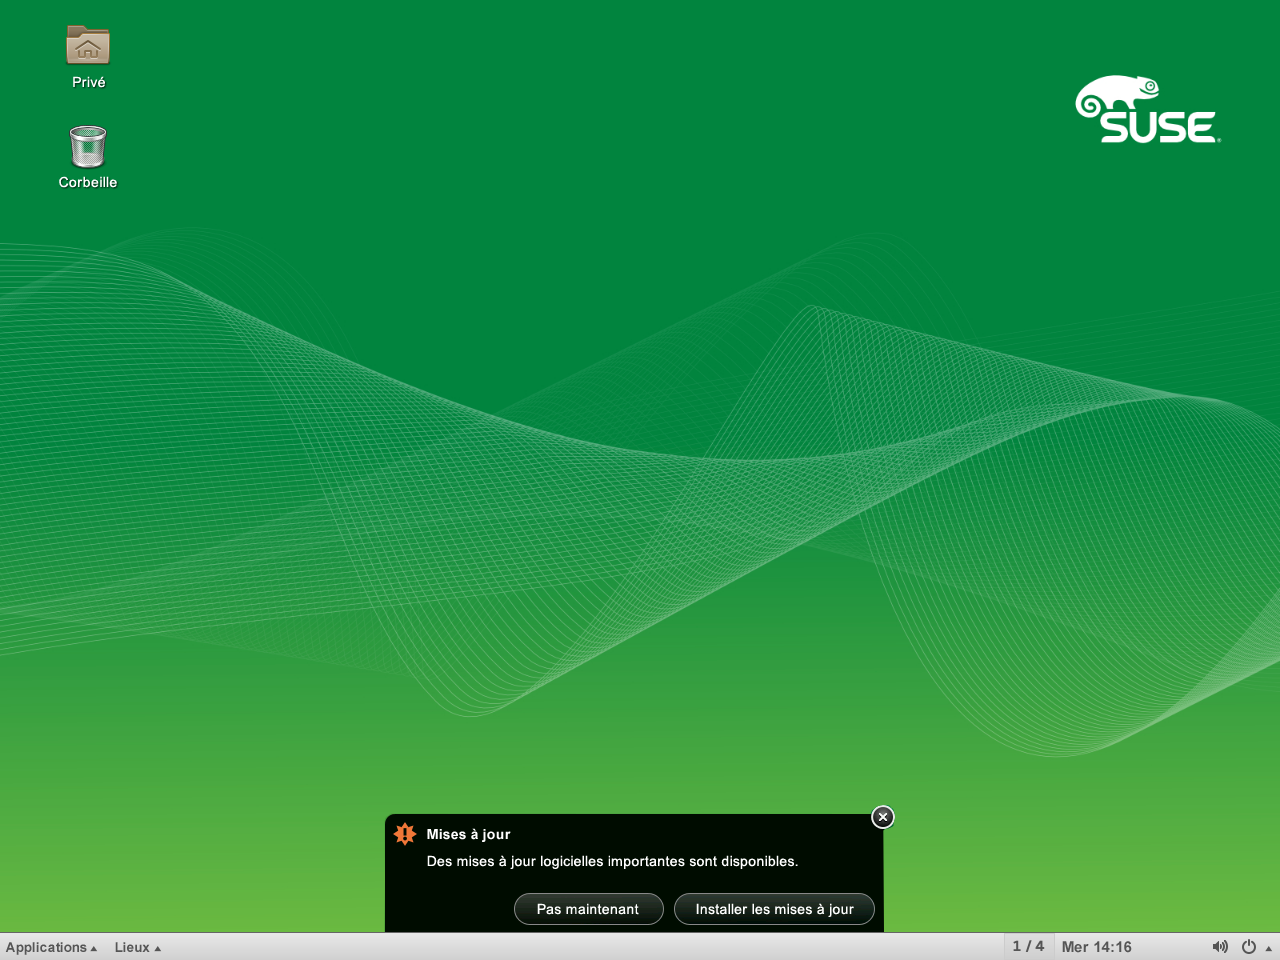 Privé
SUSE
Corbeille
Mises à jour
Des mises à jour logicielles importantes sont disponibles.
Pas maintenant
Installer les mises à jour
Applications
Lieux
1 / 4
Mer 14:16